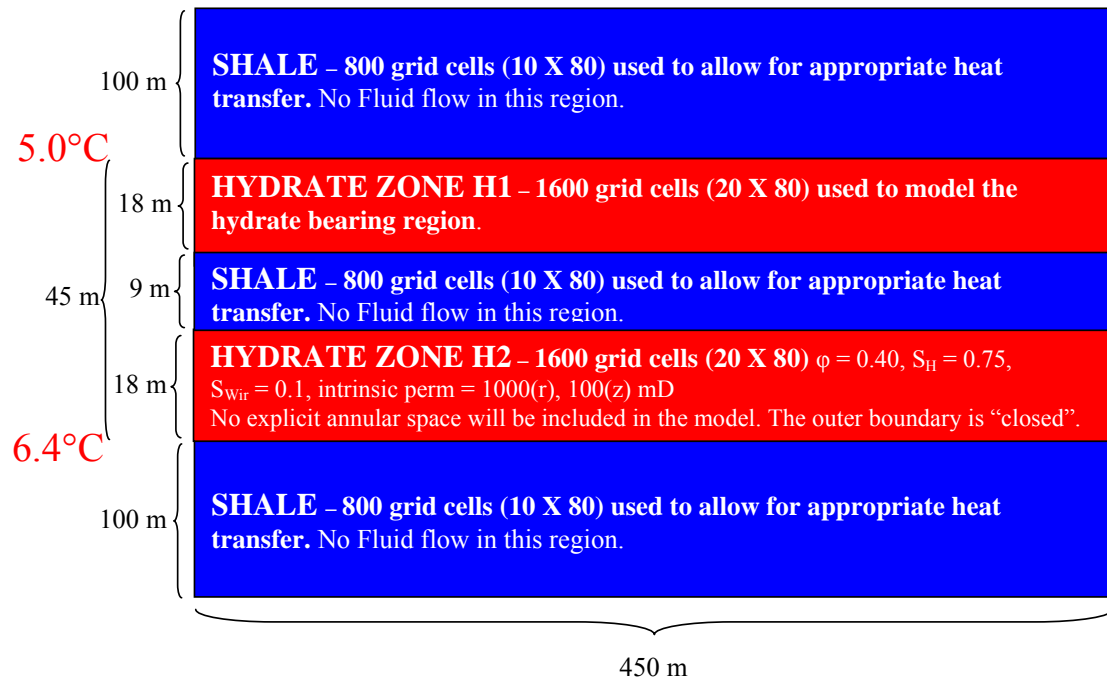 100 m
SHALE – 800 grid cells (10 X 80) used to allow for appropriate heat
transfer. No Fluid flow in this region.
5.0°C
18 m
HYDRATE ZONE H1 – 1600 grid cells (20 X 80) used to model the
hydrate bearing region.
45 m
9 m
SHALE – 800 grid cells (10 X 80) used to allow for appropriate heat
transfer. No Fluid flow in this region.
18 m
HYDRATE ZONE H2 – 1600 grid cells (20 X 80) φ = 0.40, S_H = 0.75,
S_Wir = 0.1, intrinsic perm = 1000(r), 100(z) mD
No explicit annular space will be included in the model. The outer boundary is “closed”.
6.4°C
100 m
SHALE – 800 grid cells (10 X 80) used to allow for appropriate heat
transfer. No Fluid flow in this region.
450 m